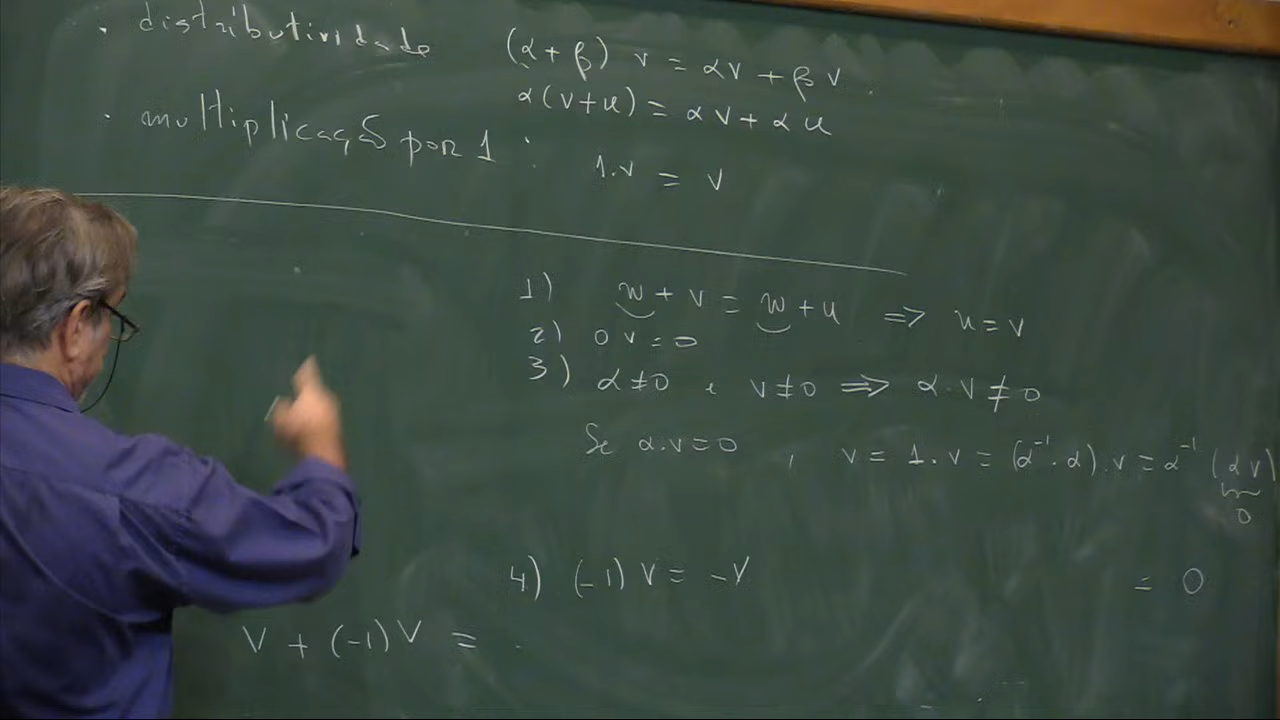 · distributividade (α + β) v = αv + βv.
α(v+u) = αv + αu
· multiplicação por 1 : 1.v = v
1) w + v = w + u ⇒ u = v
2) 0v = 0
3) α ≠ 0 e v ≠ 0 ⇒ α.v ≠ 0
Se α.v = 0 , v = 1.v = (α⁻¹.α).v = α⁻¹(αv)
0
= 0
4) (-1) v = -v
v + (-1) v =